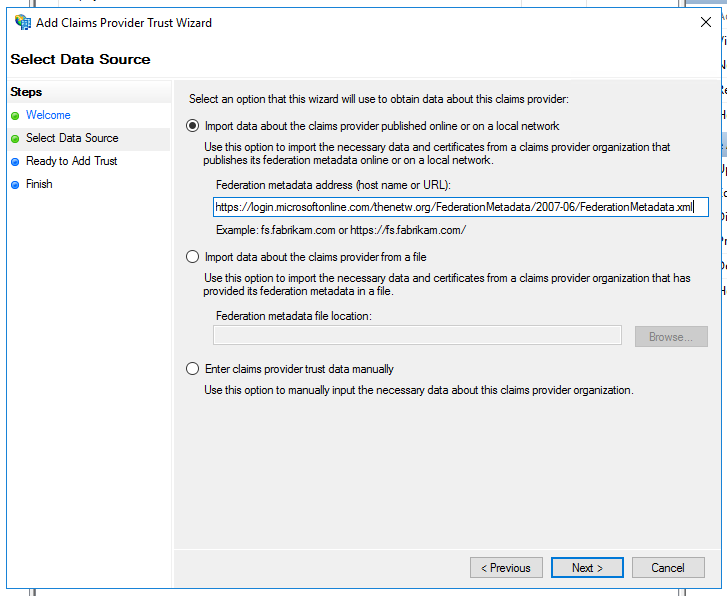 Add Claims Provider Trust Wizard
Select Data Source
Steps
Welcome
Select Data Source
Ready to Add Trust
Finish
Select an option that this wizard will use to obtain data about this claims provider:
Import data about the claims provider published online or on a local network
Use this option to import the necessary data and certificates from a claims provider organization that
publishes its federation metadata online or on a local network.
Federation metadata address (host name or URL):
https://login.microsoftonline.com/thenetw.org/FederationMetadata/2007-06/FederationMetadata.xml
Example: fs.fabrikam.com or https://fs.fabrikam.com/
Import data about the claims provider from a file
Use this option to import the necessary data and certificates from a claims provider organization that has
provided its federation metadata in a file.
Federation metadata file location:
Browse...
Enter claims provider trust data manually
Use this option to manually input the necessary data about this claims provider organization.
< Previous
Next >
Cancel